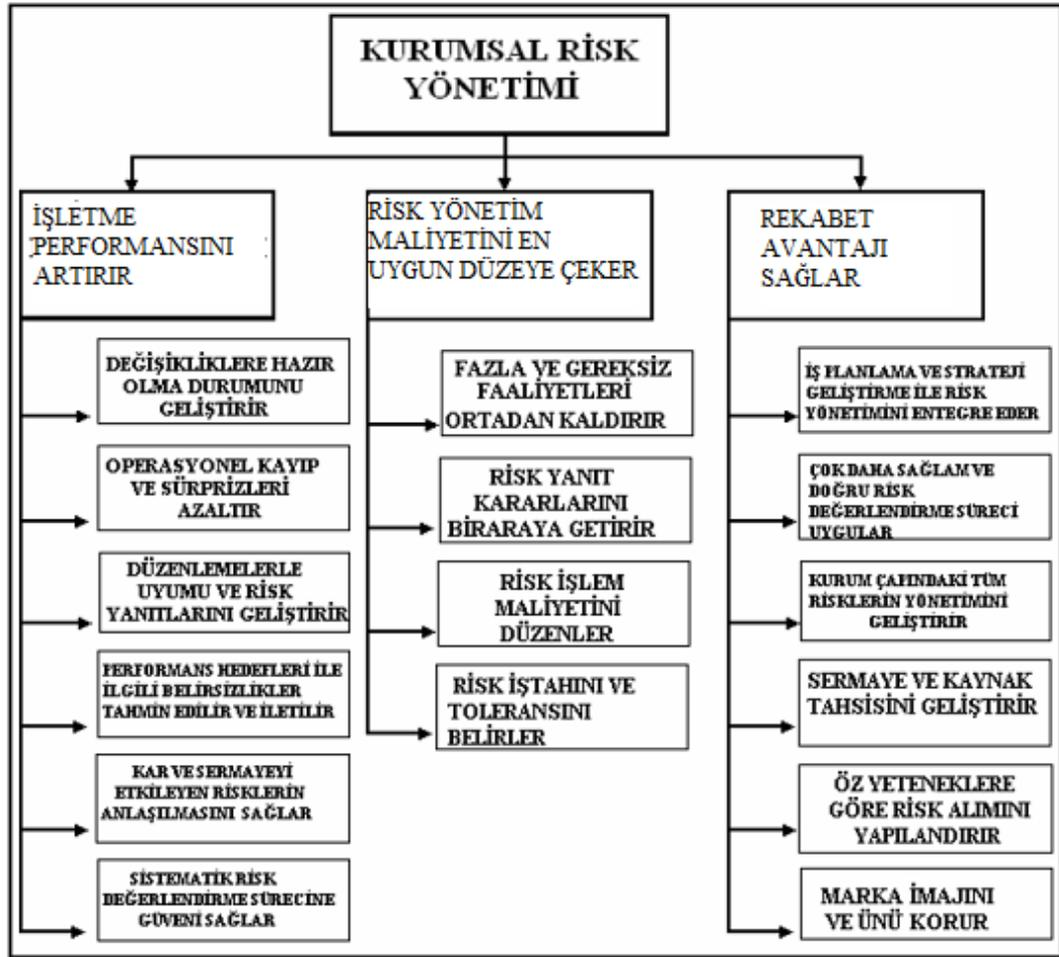 KURUMSAL RİSK
YÖNETİMİ
İŞLETME
PERFORMANSINI
ARTIRIR
DEĞİŞİKLİKLERE HAZIR
OLMA DURUMUNU
GELİŞTİRİR
OPERASYONEL KAYIP
VE SÜRPRİZLERİ
AZALTIR
DÜZENLEMELERLE
UYUMU VE RİSK
YANITLARINI GELİŞTİRİR
PERFORMANS HEDEFLERİ İLE
İLGİLİ BELİRSİZLİKLER
TAHMİN EDİLİR VE İLETİLİR
KAR VE SERMAYEYİ
ETKİLEYEN RİSKLERİN
ANLAŞILMASINI SAĞLAR
SİSTEMATİK RİSK
DEĞERLENDİRME SÜRECİNE
GÜVENİ SAĞLAR
RİSK YÖNETİM
MALİYETİNİ EN
UYGUN DÜZEYE ÇEKER
FAZLA VE GEREKSİZ
FAALİYETLERİ
ORTADAN KALDIRIR
RİSK YANIT
KARARLARINI
BİRARAYA GETİRİR
RİSK İŞLEM
MALİYETİNİ
DÜZENLER
RİSK İŞTAHINI VE
TOLERANSINI
BELİRLER
REKABET
AVANTAJI
SAĞLAR
İŞ PLANLAMA VE STRATEJİ
GELİŞTİRME İLE RİSK
YÖNETİMİNİ ENTEGRE EDER
ÇOK DAHA SAĞLAM VE
DOĞRU RİSK
DEĞERLENDİRME SÜRECİ
UYGULAR
KURUM ÇAPINDAKİ TÜM
RİSKLERİN YÖNETİMİNİ
GELİŞTİRİR
SERMAYE VE KAYNAK
TAHSİSİNİ GELİŞTİRİR
ÖZ YETENEKLERE
GÖRE RİSK ALIMINI
YAPILANDIRIR
MARKA İMAJINI
VE ÜNÜ KORUR